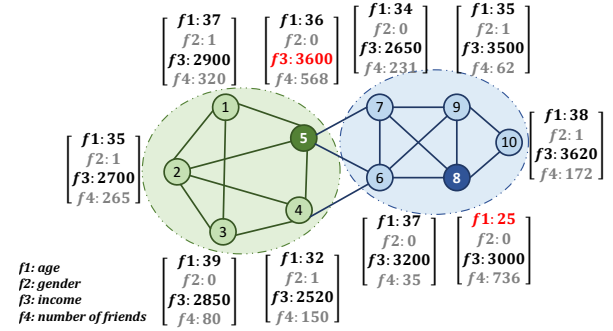 f1: 37
f2: 1
f3: 2900
f4: 320
f1: 36
f2: 0
f3: 3600
f4: 568
f1: 34
f2: 0
f3: 2650
f4: 231
f1: 35
f2: 1
f3: 3500
f4: 62
f1: 35
f2: 1
f3: 2700
f4: 265
f1: 38
f2: 1
f3: 3620
f4: 172
1
5
2
4
3
7
9
10
6
8
f1: 39
f2: 0
f3: 2850
f4: 80
f1: 32
f2: 1
f3: 2520
f4: 150
f1: 37
f2: 0
f3: 3200
f4: 35
f1: 25
f2: 0
f3: 3000
f4: 736
f1: age
f2: gender
f3: income
f4: number of friends